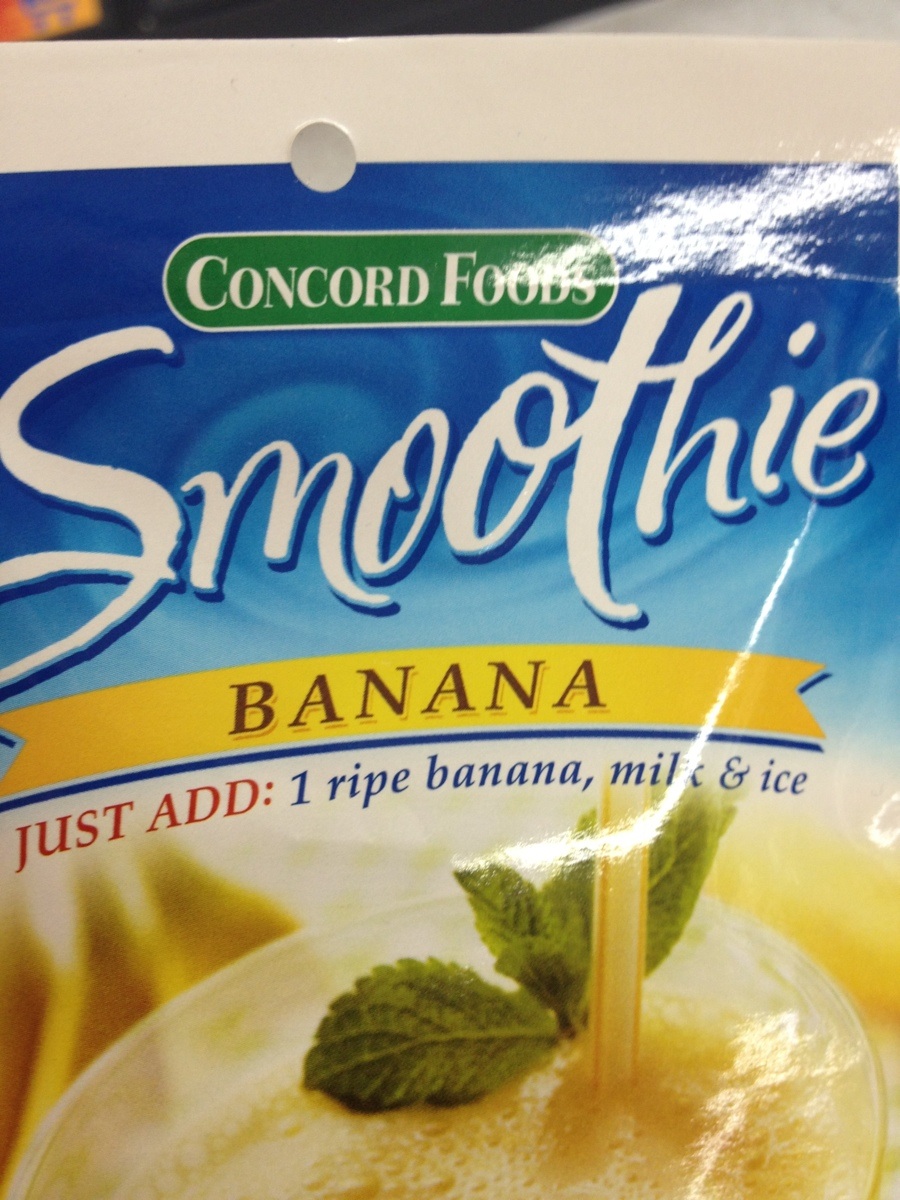 CONCORD FOODS
Smoothie
BANANA
JUST ADD: 1 ripe banana, milk & ice